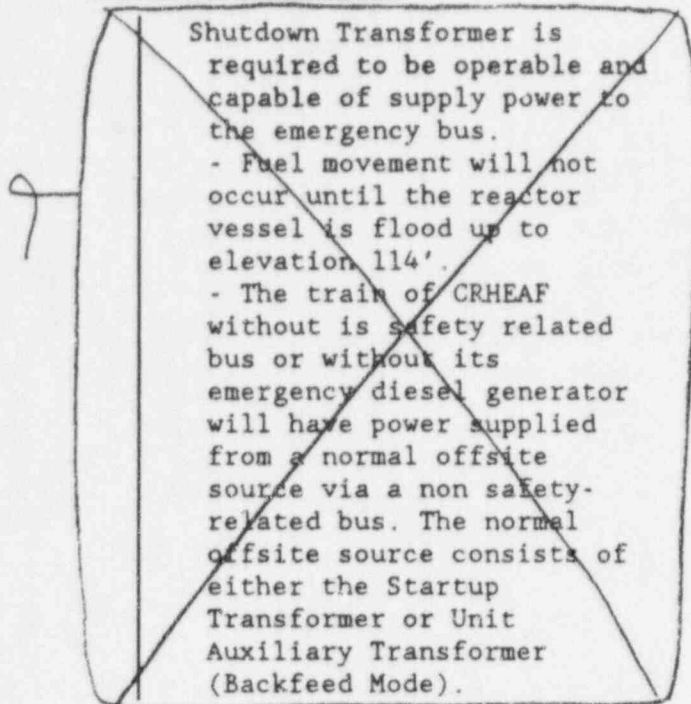 Shutdown Transformer is
required to be operable and
capable of supply power to
the emergency bus.
- Fuel movement will not
occur until the reactor
vessel is flood up to
elevation 114'.
- The train of CRHEAF
without is safety related
bus or without its
emergency diesel generator
will have power supplied
from a normal offsite
source via a non safety-
related bus. The normal
offsite source consists of
either the Startup
Transformer or Unit
Auxiliary Transformer
(Backfeed Mode).